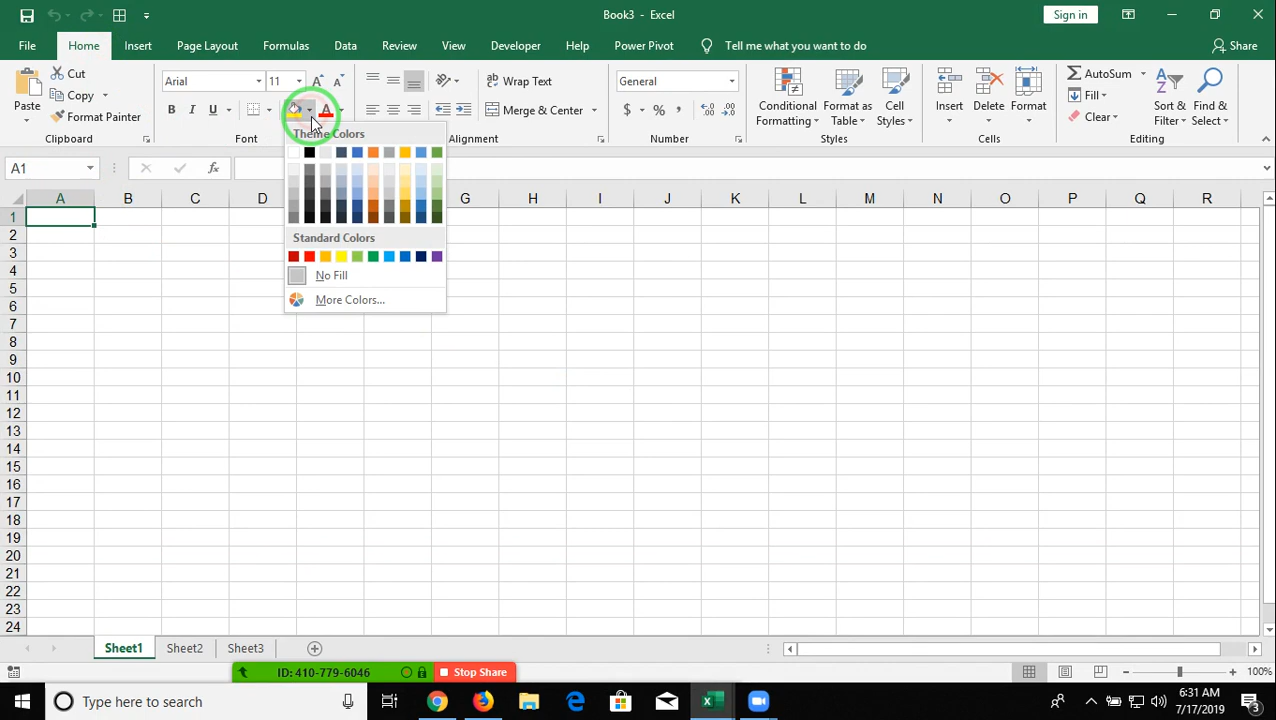 Book3 - Excel
Sign in
File Home Insert Page Layout Formulas Data Review View Developer Help Power Pivot Tell me what you want to do Share
Paste
Cut
Copy
Format Painter
Clipboard
Arial 11
B I U
Font
Wrap Text
Merge & Center
Alignment
General
$ % ,
Number
Conditional Formatting
Format as Table
Cell Styles
Styles
Insert Delete Format
Cells
AutoSum
Fill
Clear
Sort & Filter
Find & Select
Editing
Theme Colors
Standard Colors
No Fill
More Colors...
A1
fx
A B C D G H I J K L M N O P Q R
1
2
3
4
5
6
7
8
9
10
11
12
13
14
15
16
17
18
19
20
21
22
23
24
Sheet1 Sheet2 Sheet3
ID: 410-779-6046 Stop Share
100%
Type here to search
6:31 AM
7/17/2019
3